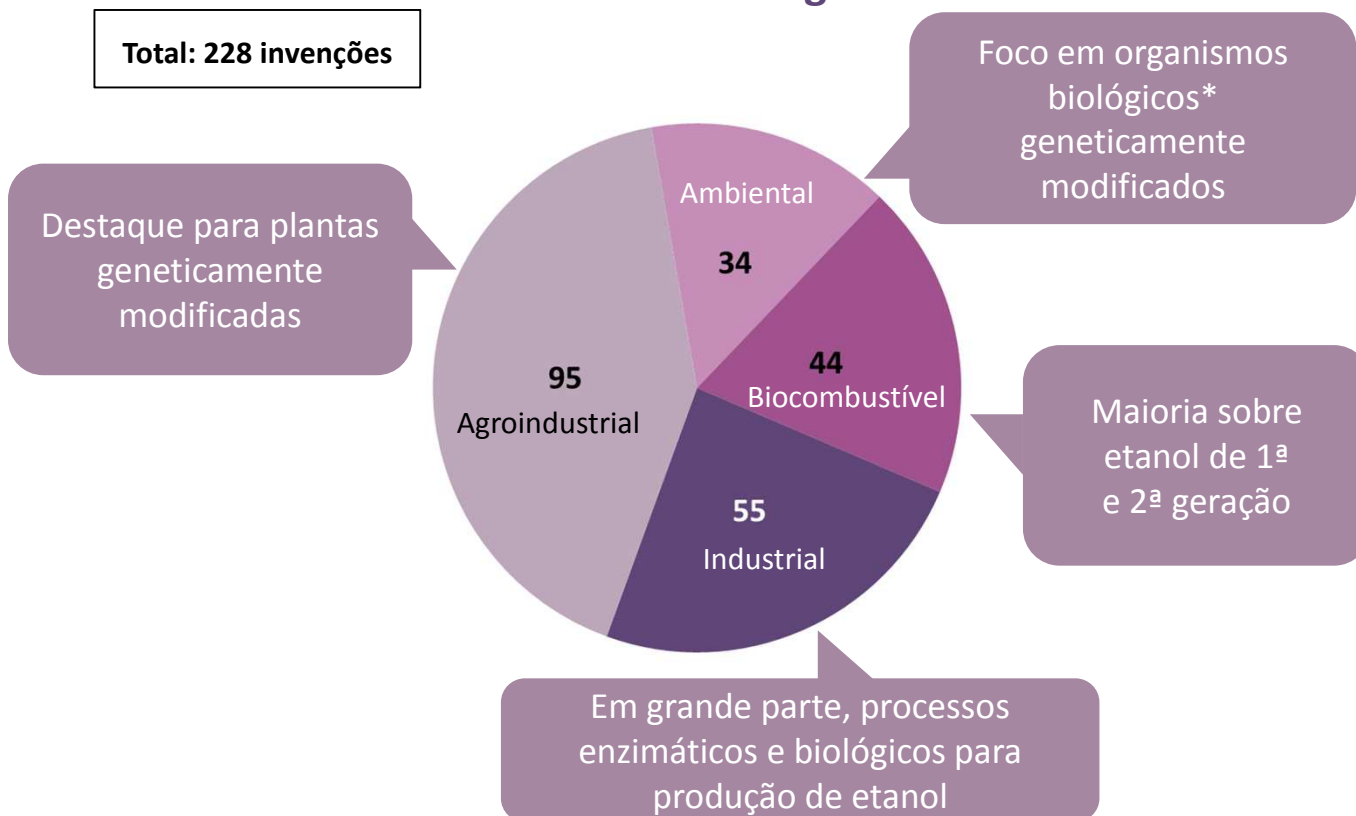 Total: 228 invenções
Foco em organismos
biológicos*
geneticamente
modificados
Destaque para plantas
geneticamente
modificadas
Ambiental
34
44
Biocombustível
95
Agroindustrial
Maioria sobre
etanol de 1ª
e 2ª geração
55
Industrial
Em grande parte, processos
enzimáticos e biológicos para
produção de etanol